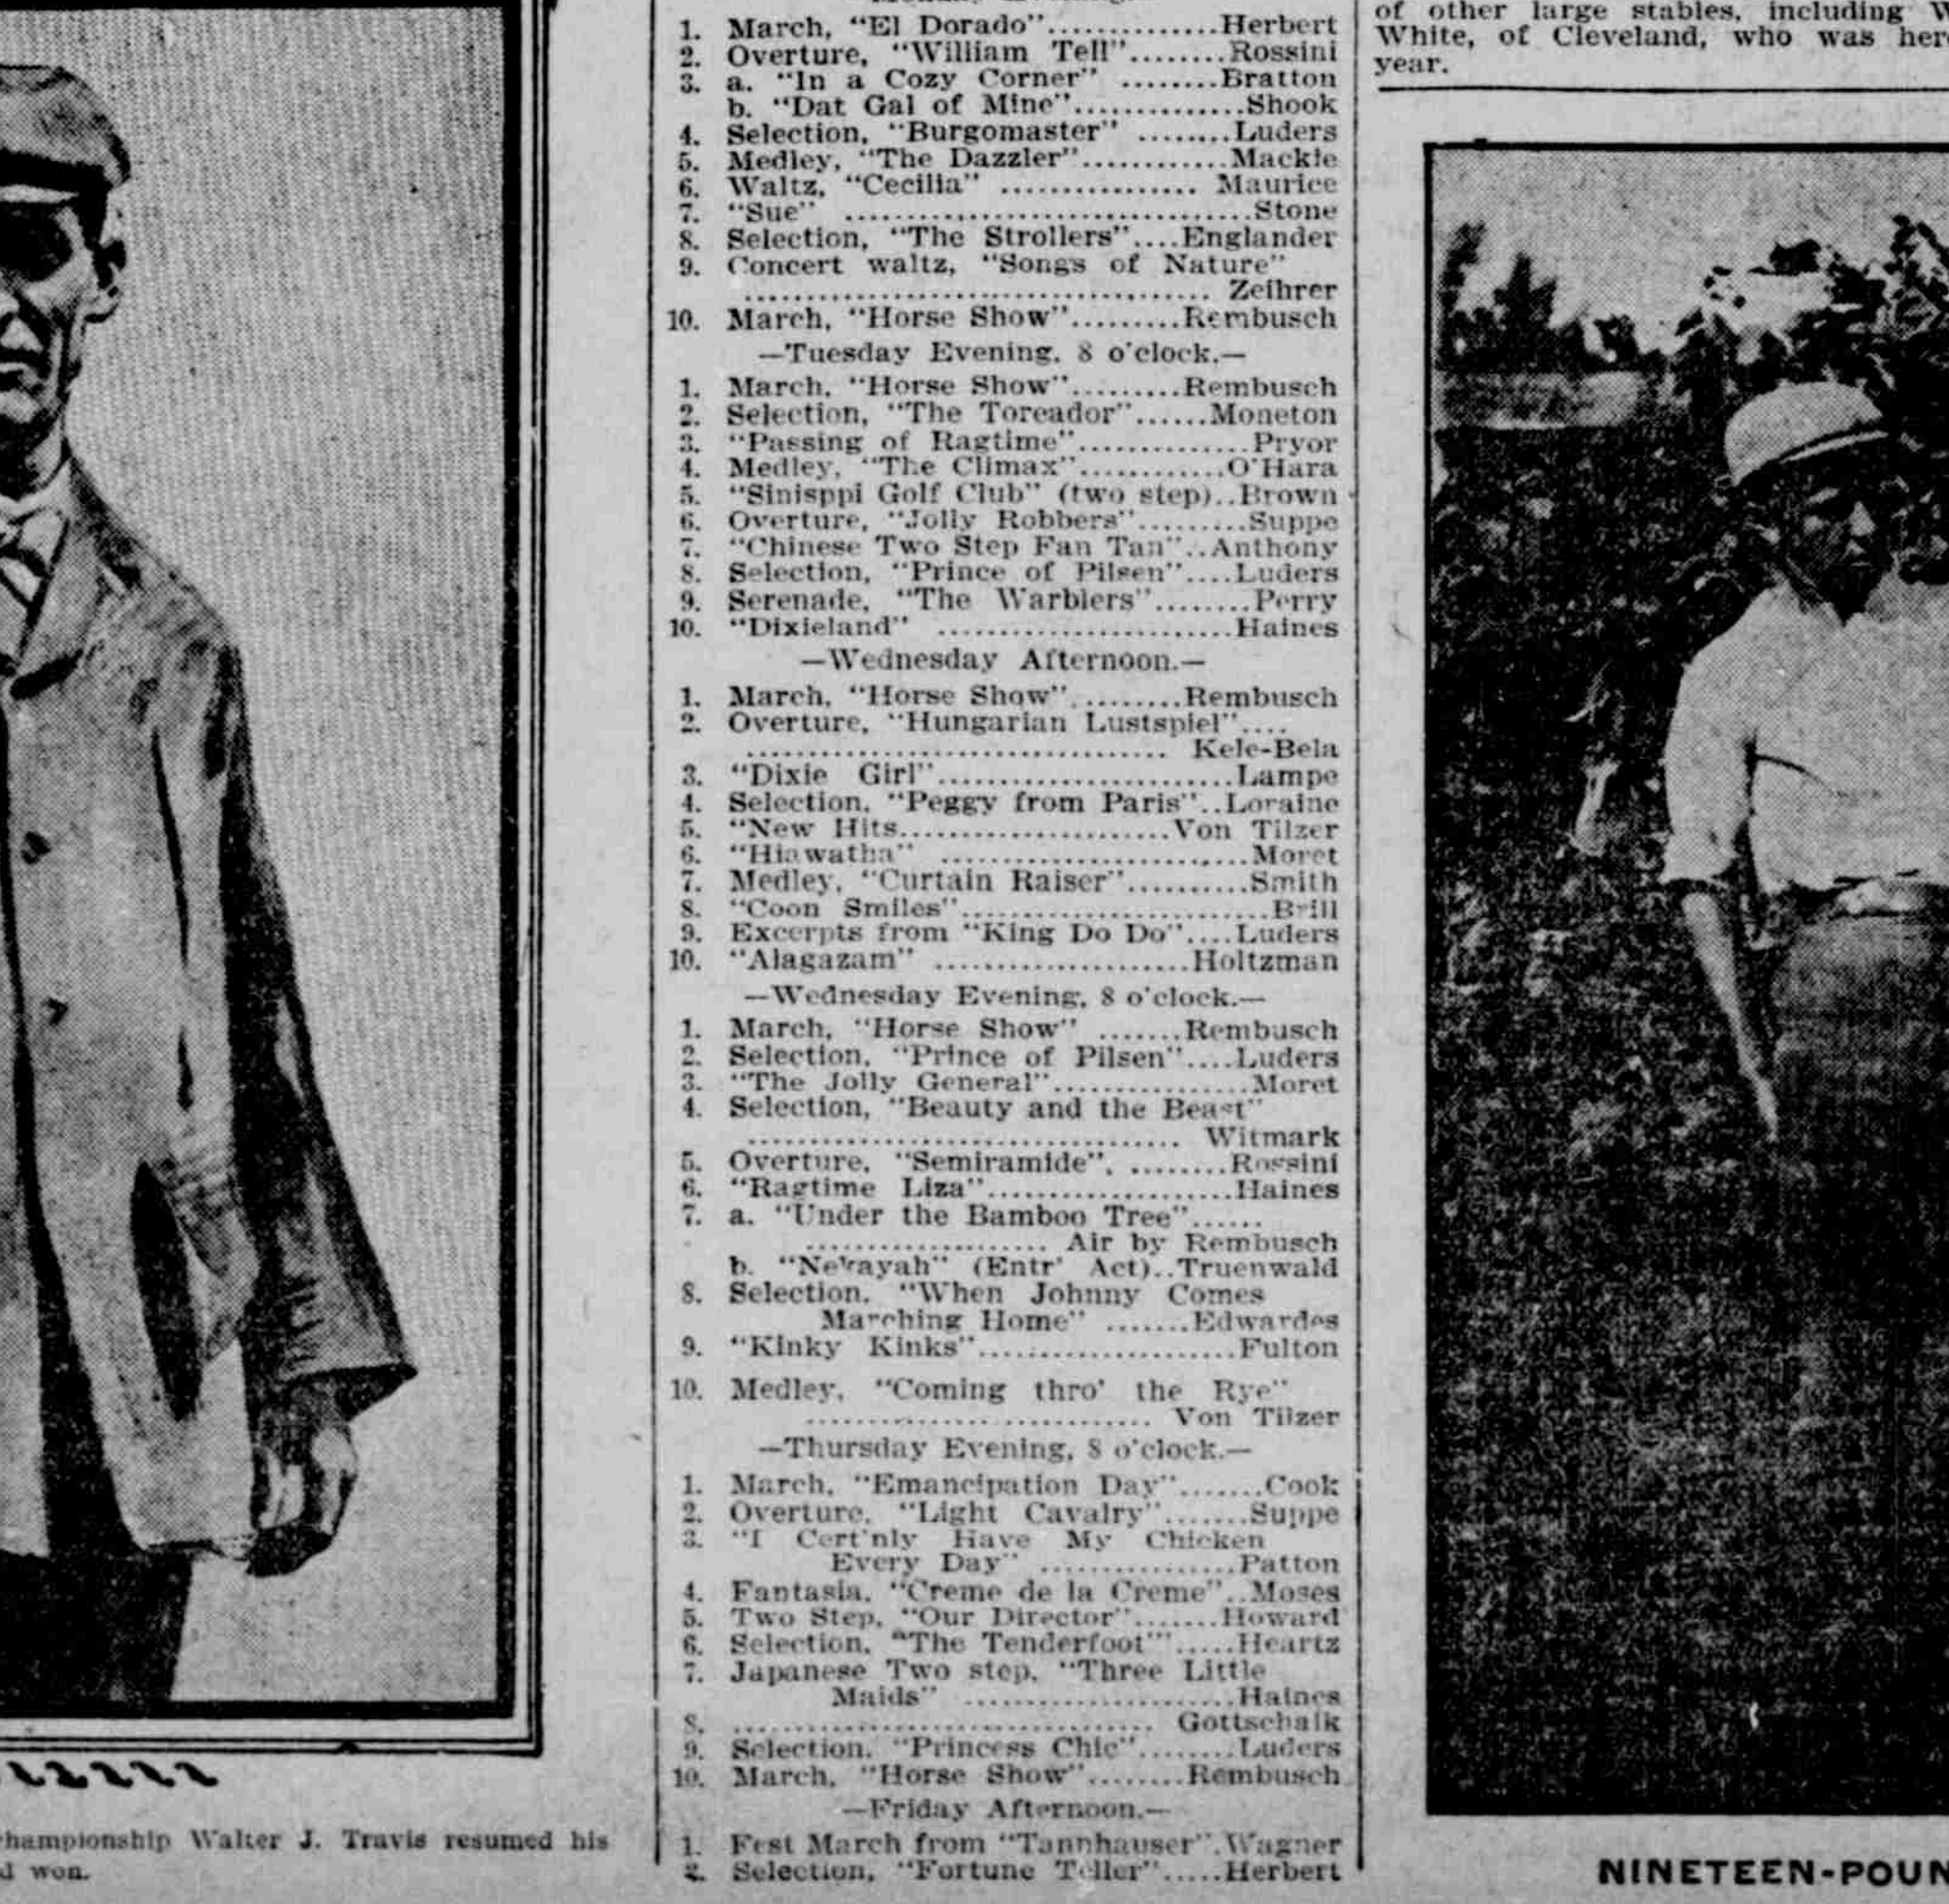 1. March, "El Dorado"..............Herbert
2. Overture, "William Tell"........Rossini
3. a. "In a Cozy Corner" ........Bratton
b. "Dat Gal of Mine"..............Shook
4. Selection, "Burgomaster" ........Luders
5. Medley, "The Dazzler"............Mackie
6. Waltz, "Cecilia" ................ Maurice
7. "Sue" .................................Stone
8. Selection, "The Strollers"....Englander
9. Concert waltz, "Songs of Nature"
...................................... Zeihrer
10. March, "Horse Show".........Rembusch
—Tuesday Evening, 8 o'clock.—
1. March, "Horse Show".........Rembusch
2. Selection, "The Toreador"......Moneton
3. "Passing of Ragtime"..............Pryor
4. Medley, "The Climax"............O'Hara
5. "Sinisppi Golf Club" (two step)..Brown
6. Overture, "Jolly Robbers".........Suppe
7. "Chinese Two Step Fan Tan"..Anthony
8. Selection, "Prince of Pilsen"....Luders
9. Serenade, "The Warblers"........Perry
10. "Dixieland" ........................Haines
—Wednesday Afternoon.—
1. March, "Horse Show".........Rembusch
2. Overture, "Hungarian Lustspiel"....
.................................. Kele-Bela
3. "Dixie Girl"........................Lampe
4. Selection, "Peggy from Paris"..Loraine
5. "New Hits......................Von Tilzer
6. "Hiawatha" .........................Moret
7. Medley, "Curtain Raiser"..........Smith
8. "Coon Smiles".........................Brill
9. Excerpts from "King Do Do"....Luders
10. "Alagazam" .....................Holtzman
—Wednesday Evening, 8 o'clock.—
1. March, "Horse Show" .......Rembusch
2. Selection, "Prince of Pilsen"....Luders
3. "The Jolly General"................Moret
4. Selection, "Beauty and the Beast"
................................... Witmark
5. Overture, "Semiramide", ........Rossini
6. "Ragtime Liza"....................Haines
7. a. "Under the Bamboo Tree"......
.................... Air by Rembusch
b. "Nekayah" (Entr' Act)..Truenwald
8. Selection, "When Johnny Comes
Marching Home" .......Edwardes
9. "Kinky Kinks".....................Fulton
10. Medley, "Coming thro' the Rye"
............................ Von Tilzer
—Thursday Evening, 8 o'clock.—
1. March, "Emancipation Day".......Cook
2. Overture, "Light Cavalry".......Suppe
3. "I Cert'nly Have My Chicken
Every Day" ................Patton
4. Fantasia, "Creme de la Creme"..Moses
5. Two Step, "Our Director".......Howard
6. Selection, "The Tenderfoot"'.....Heartz
7. Japanese Two step, "Three Little
Maids" ......................Haines
8. .................................. Gottschalk
9. Selection, "Princess Chic"........Luders
10. March, "Horse Show"........Rembusch
—Friday Afternoon.—
1. Fest March from "Tannhauser".Wagner
2. Selection, "Fortune Teller".....Herbert
of other large stables, including
White, of Cleveland, who was here
year.
championship Walter J. Travis resumed his
d won.
NINETEEN-POUN